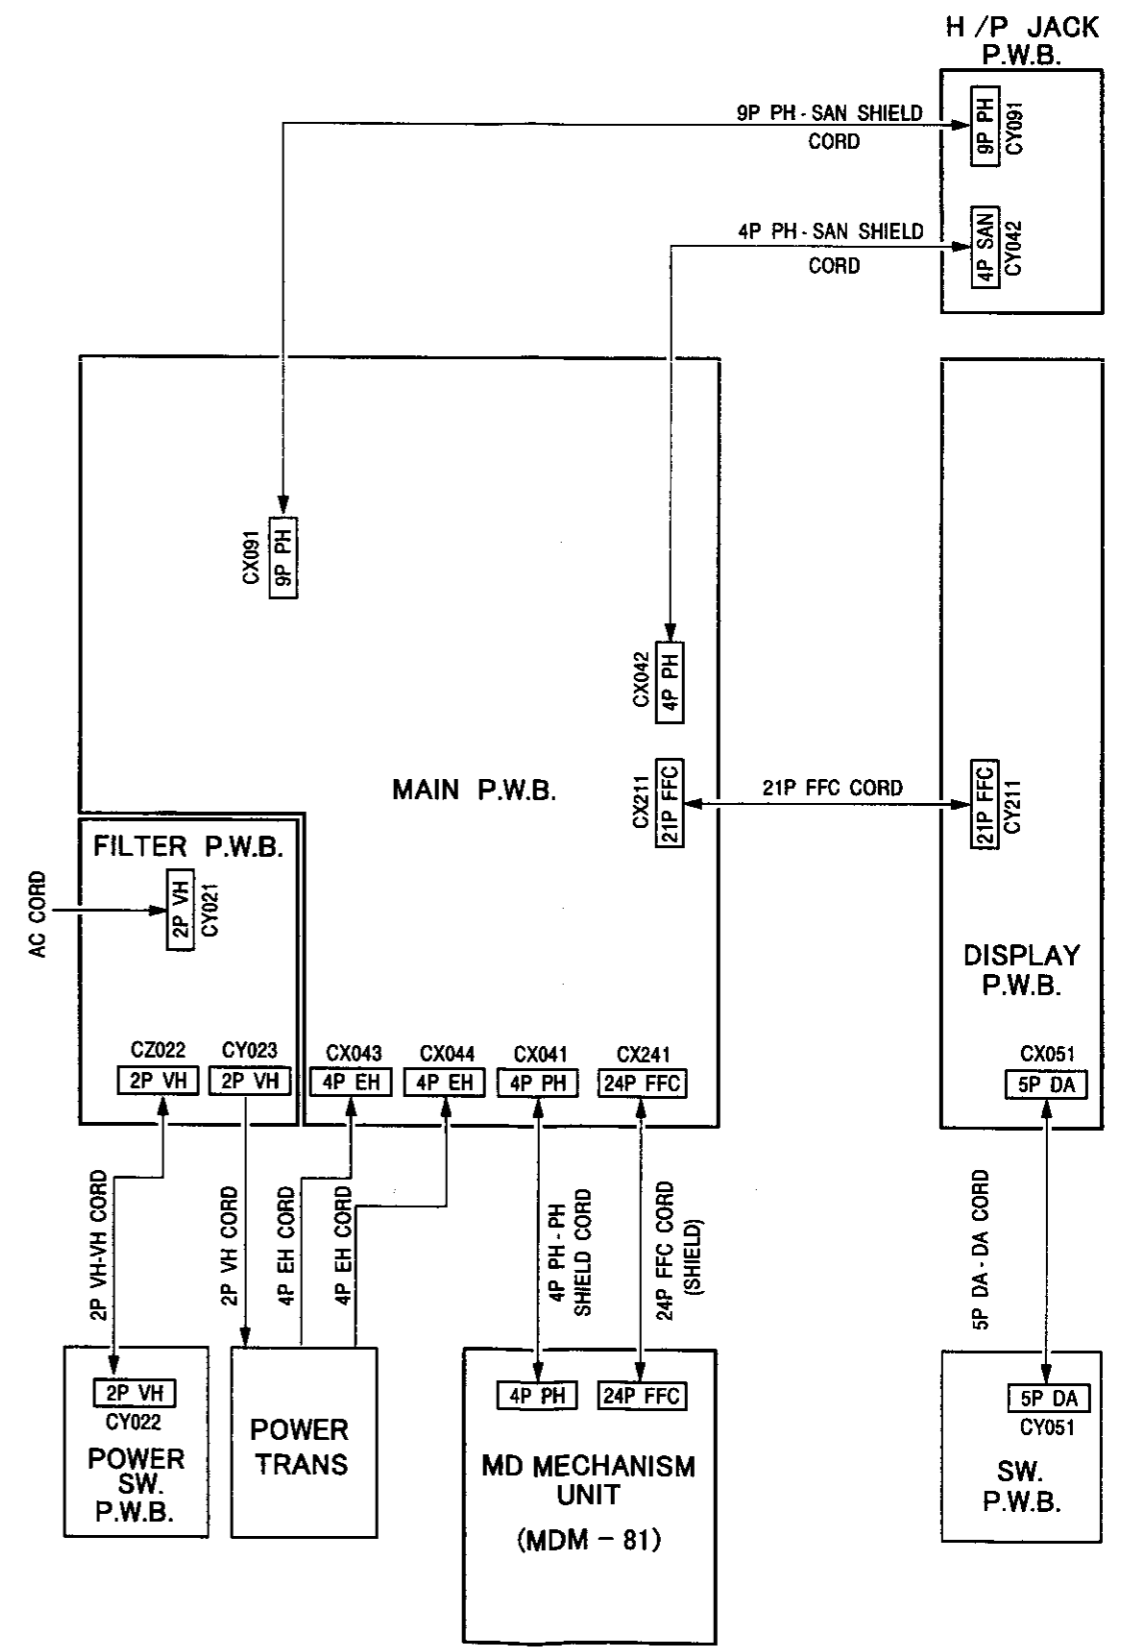 H/P JACK
P.W.B.
9P PH
CY091
9P PH-SAN SHIELD
CORD
4P SAN
CY042
4P PH-SAN SHIELD
CORD
CX091
9P PH
CX042
4P PH
MAIN P.W.B.
CX211
21P FFC
21P FFC CORD
21P FFC
CY211
FILTER P.W.B.
AC CORD
2P VH
CY021
DISPLAY
P.W.B.
CZ022
2P VH
CY023
2P VH
CX043
4P EH
CX044
4P EH
CX041
4P PH
CX241
24P FFC
CX051
5P DA
2P VH-VH CORD
2P VH CORD
4P EH CORD
4P EH CORD
4P PH-PH
SHIELD CORD
24P FFC CORD
(SHIELD)
5P DA-DA CORD
2P VH
CY022
POWER
SW.
P.W.B.
POWER
TRANS
4P PH
24P FFC
MD MECHANISM
UNIT
(MDM-81)
5P DA
CY051
SW.
P.W.B.